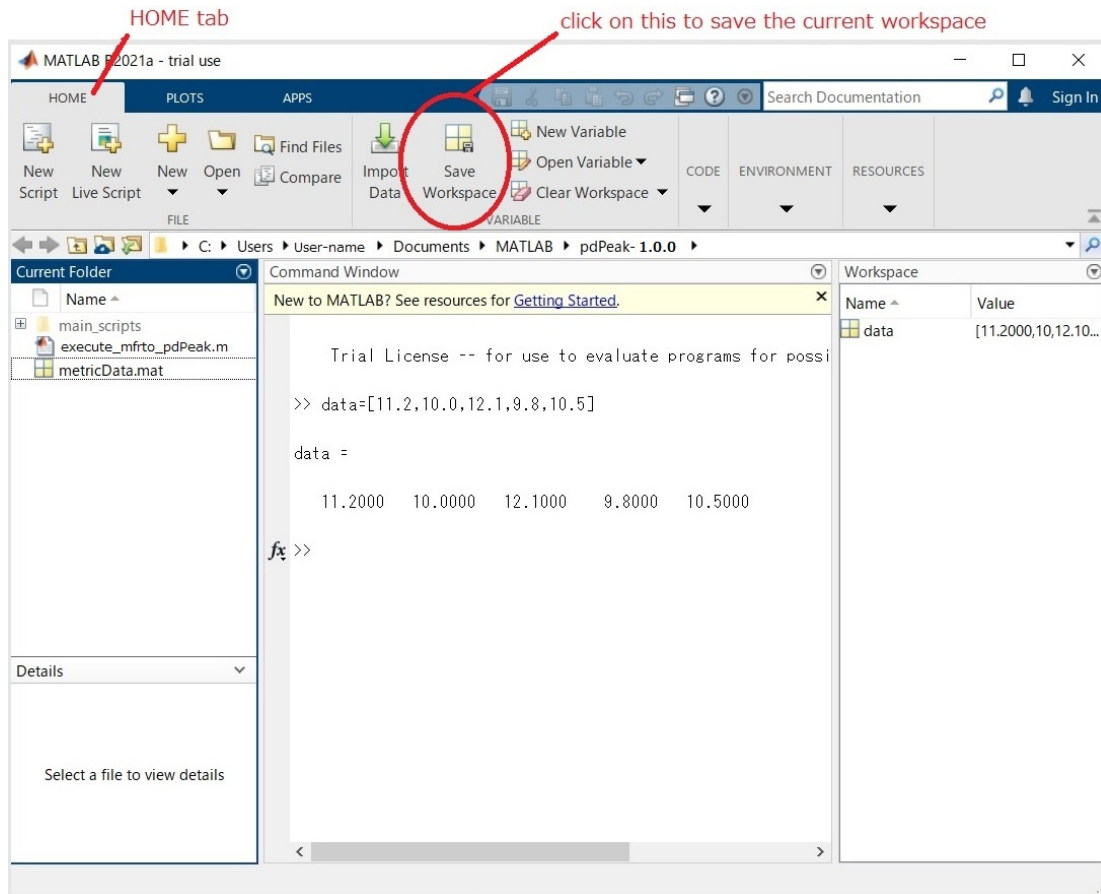 HOME tab
click on this to save the current workspace
MATLAB R2021a - trial use
HOME PLOTS APPS Search Documentation Sign In
New Script
New Live Script
New
Open
Find Files
Compare
FILE
Import Data
Save Workspace
New Variable
Open Variable
Clear Workspace
VARIABLE
CODE
ENVIRONMENT
RESOURCES
C: Users User-name Documents MATLAB pdPeak-1.0.0
Current Folder
Name
main_scripts
execute_mfrto_pdPeak.m
metricData.mat
Details
Select a file to view details
Command Window
New to MATLAB? See resources for Getting Started.
Trial License -- for use to evaluate programs for possi
>> data=[11.2,10.0,12.1,9.8,10.5]
data =
11.2000 10.0000 12.1000 9.8000 10.5000
fx >>
Workspace
Name Value
data [11.2000,10,12.10...